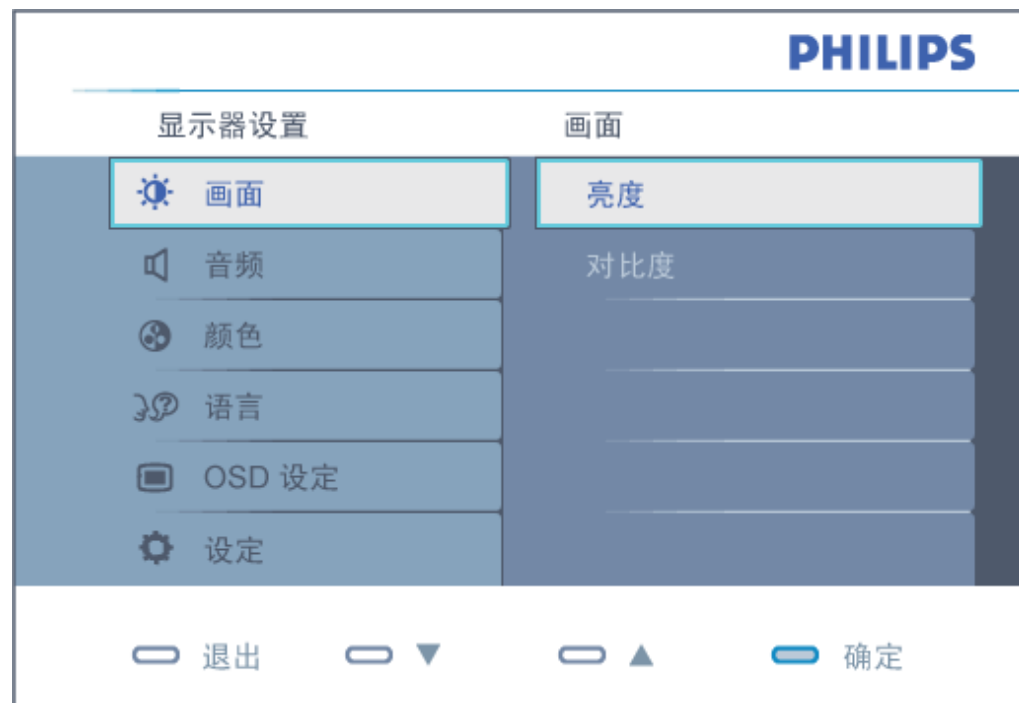 PHILIPS
显示器设置 画面
画面 亮度
音频 对比度
颜色
语言
OSD 设定
设定
退出 ▼ ▲ 确定